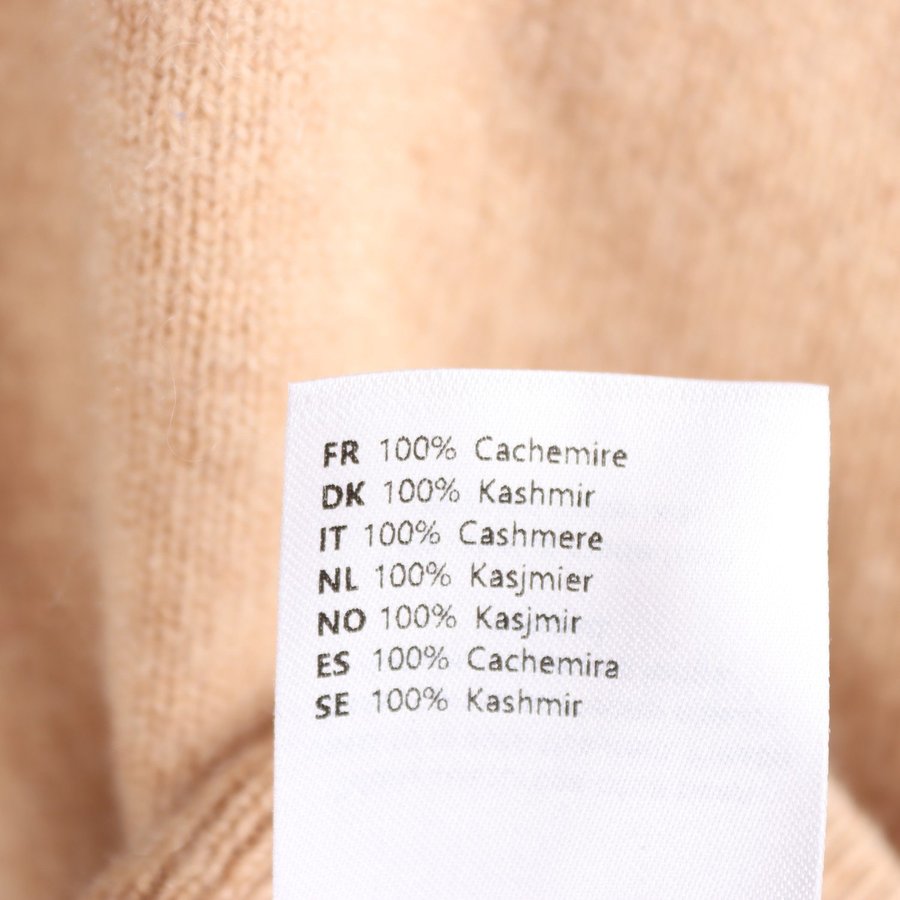 FR 100% Cachemire
DK 100% Kashmir
IT 100% Cashmere
NL 100% Kasjmier
NO 100% Kasjmir
ES 100% Cachemira
SE 100% Kashmir